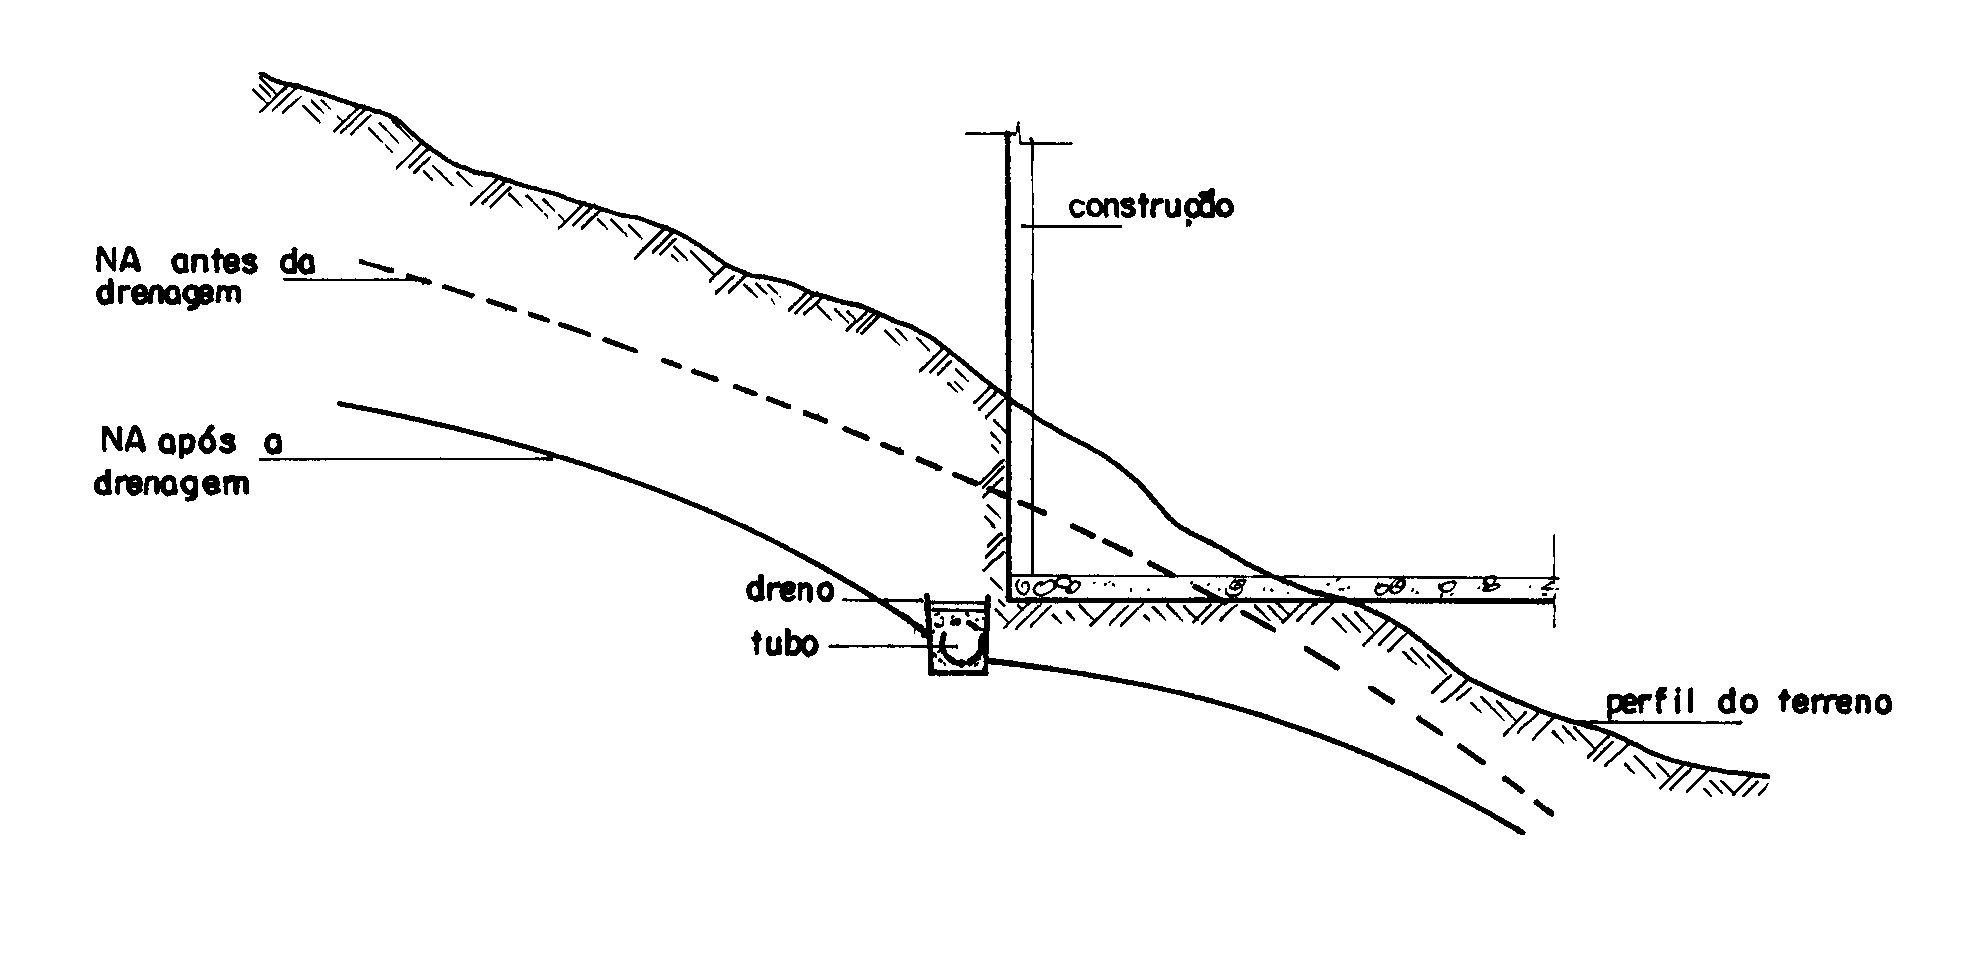 construção
NA antes da
drenagem
NA após a
drenagem
dreno
tubo
perfil do terreno